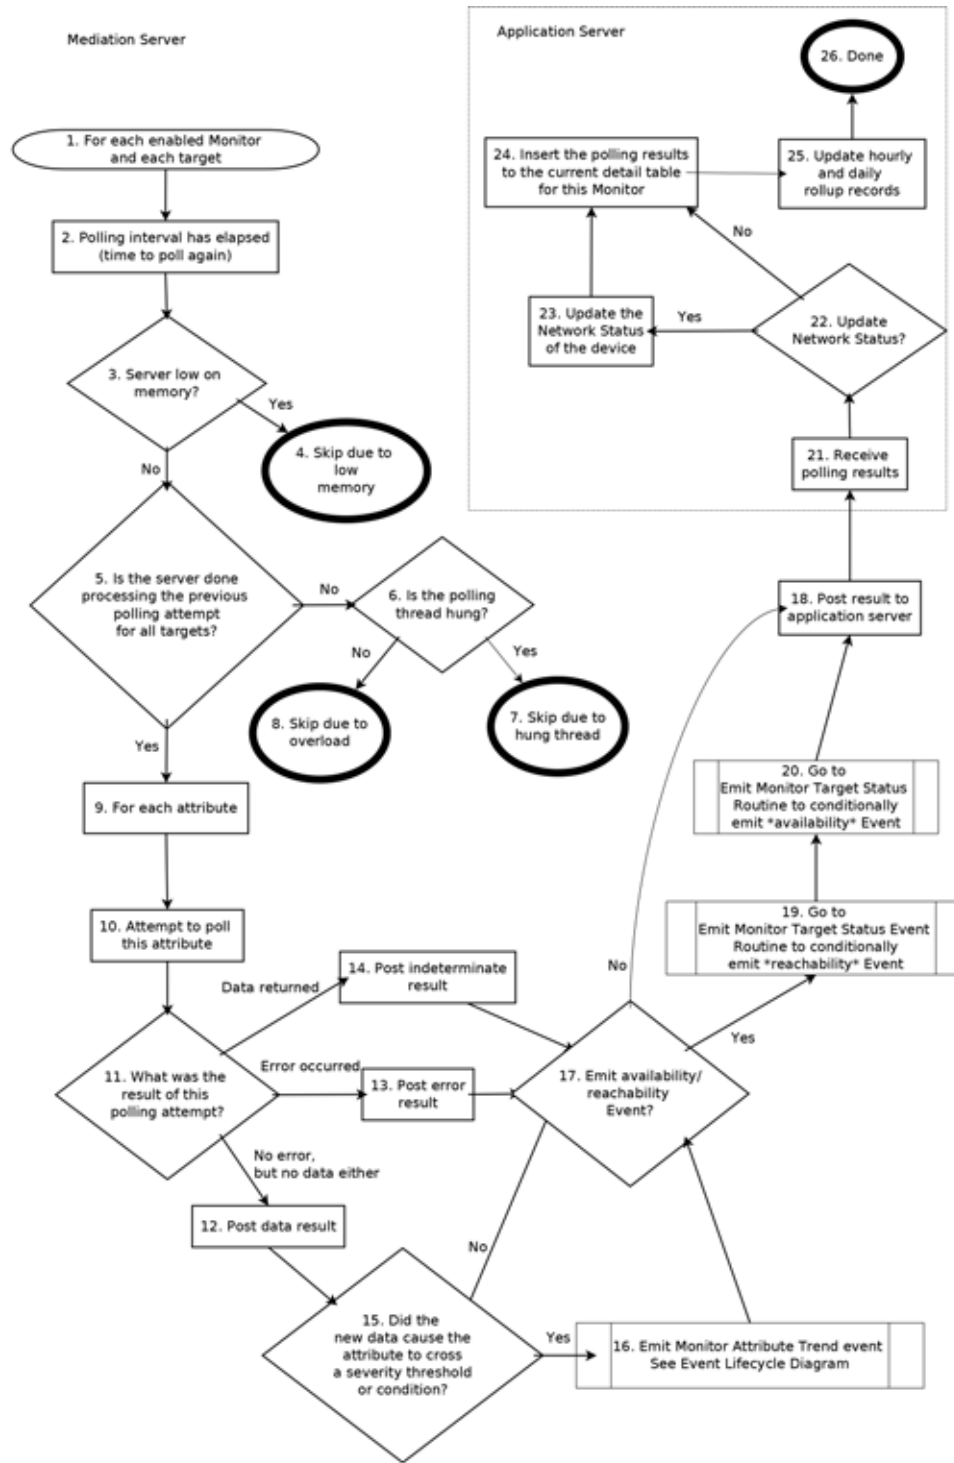 Mediation Server
Application Server
26. Done
1. For each enabled Monitor
and each target
24. Insert the polling results
to the current detail table
for this Monitor
25. Update hourly
and daily
rollup records
2. Polling interval has elapsed
(time to poll again)
No
23. Update the
Network Status
of the device
Yes
22. Update
Network Status?
3. Server low on
memory?
Yes
4. Skip due to
low
memory
No
21. Receive
polling results
5. Is the server done
processing the previous
polling attempt
for all targets?
No
6. Is the polling
thread hung?
18. Post result to
application server
No
Yes
8. Skip due to
overload
7. Skip due to
hung thread
Yes
9. For each attribute
20. Go to
Emit Monitor Target Status
Routine to conditionally
emit *availability* Event
10. Attempt to poll
this attribute
19. Go to
Emit Monitor Target Status Event
Routine to conditionally
emit *reachability* Event
14. Post indeterminate
result
Data returned
No
Yes
11. What was the
result of this
polling attempt?
Error occurred
13. Post error
result
17. Emit availability/
reachability
Event?
No error,
but no data either
12. Post data result
No
15. Did the
new data cause the
attribute to cross
a severity threshold
or condition?
Yes
16. Emit Monitor Attribute Trend event
See Event Lifecycle Diagram